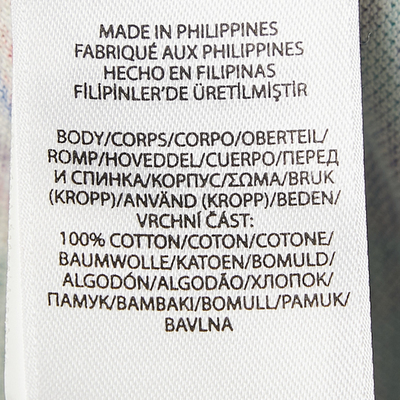 MADE IN PHILIPPINES
FABRIQUÉ AUX PHILIPPINES
HECHO EN FILIPINAS
FİLİPİNLER'DE ÜRETİLMİŞTİR
BODY/CORPS/CORPO/OBERTEIL/
ROMP/HOVEDDEL/CUERPO/ПЕРЕД
И СПИНКА/КОРПУС/ΣΩΜΑ/BRUK
(KROPP)/ANVÄND (KROPP)/BEDEN/
VRCHNÍ ČÁST:
100% COTTON/COTON/COTONE/
BAUMWOLLE/KATOEN/BOMULD/
ALGODÓN/ALGODÃO/ХЛОПОК/
ПАМУК/ΒΑΜΒΑΚΙ/BOMULL/PAMUK/
BAVLNA